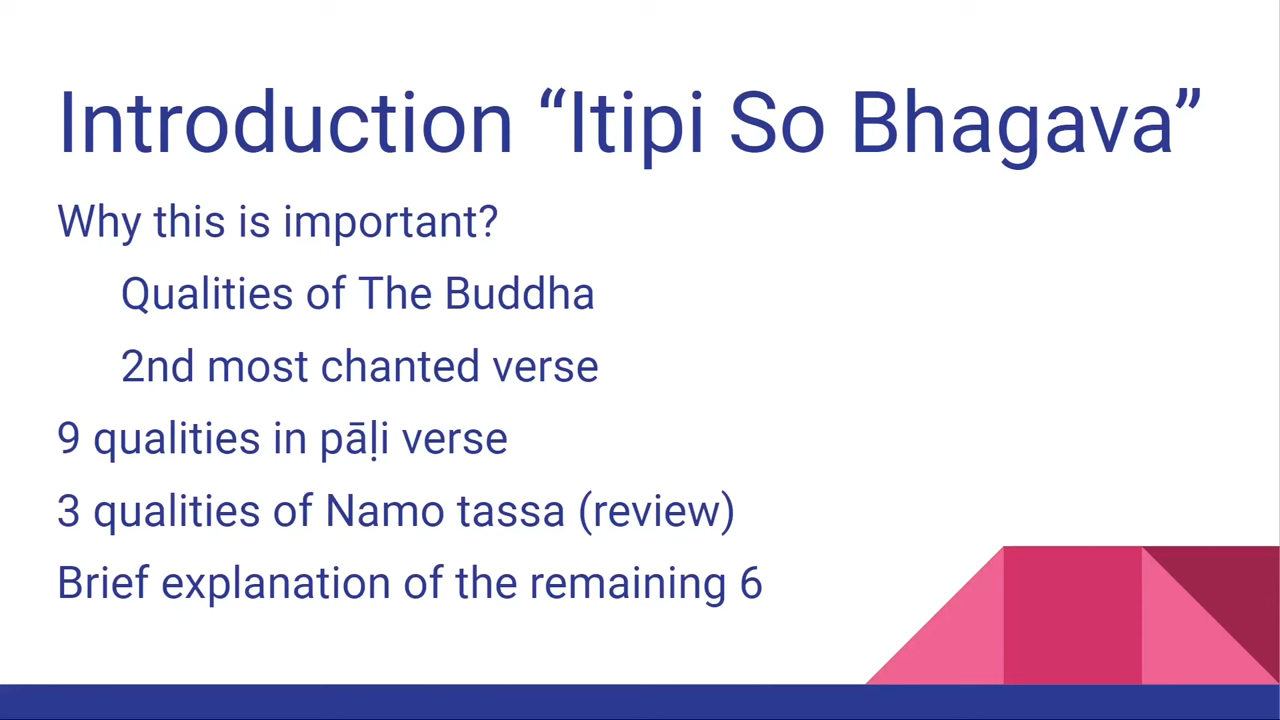 Introduction “Itipi So Bhagava”
Why this is important?
Qualities of The Buddha
2nd most chanted verse
9 qualities in pāḷi verse
3 qualities of Namo tassa (review)
Brief explanation of the remaining 6